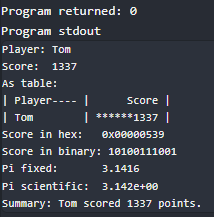 Program returned: 0
Program stdout
Player: Tom
Score:  1337
As table:
| Player---- |      Score |
| Tom        | ******1337 |
Score in hex:   0x00000539
Score in binary: 10100111001
Pi fixed:       3.1416
Pi scientific:  3.142e+00
Summary: Tom scored 1337 points.